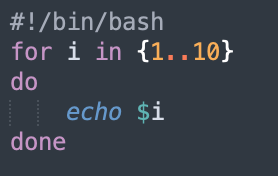 #!/bin/bash
for i in {1..10}
do
    echo $i
done